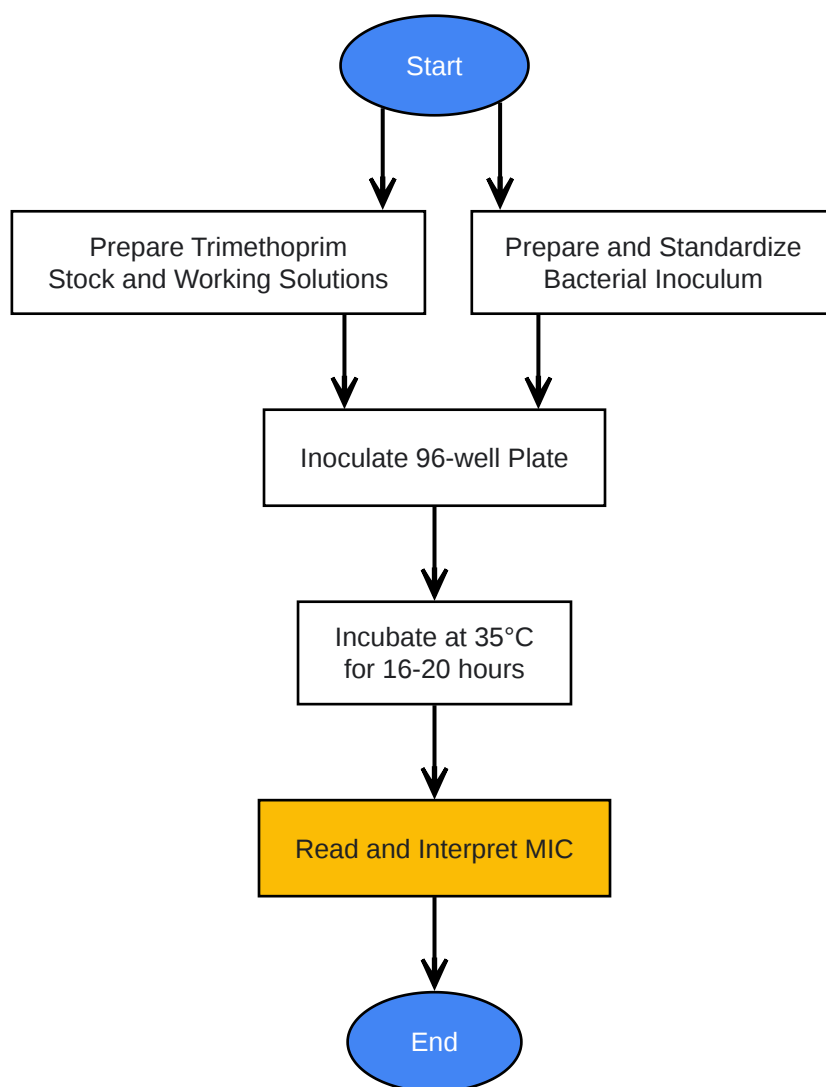 Start
Prepare Trimethoprim
Stock and Working Solutions
Prepare and Standardize
Bacterial Inoculum
Inoculate 96-well Plate
Incubate at 35°C
for 16-20 hours
Read and Interpret MIC
End